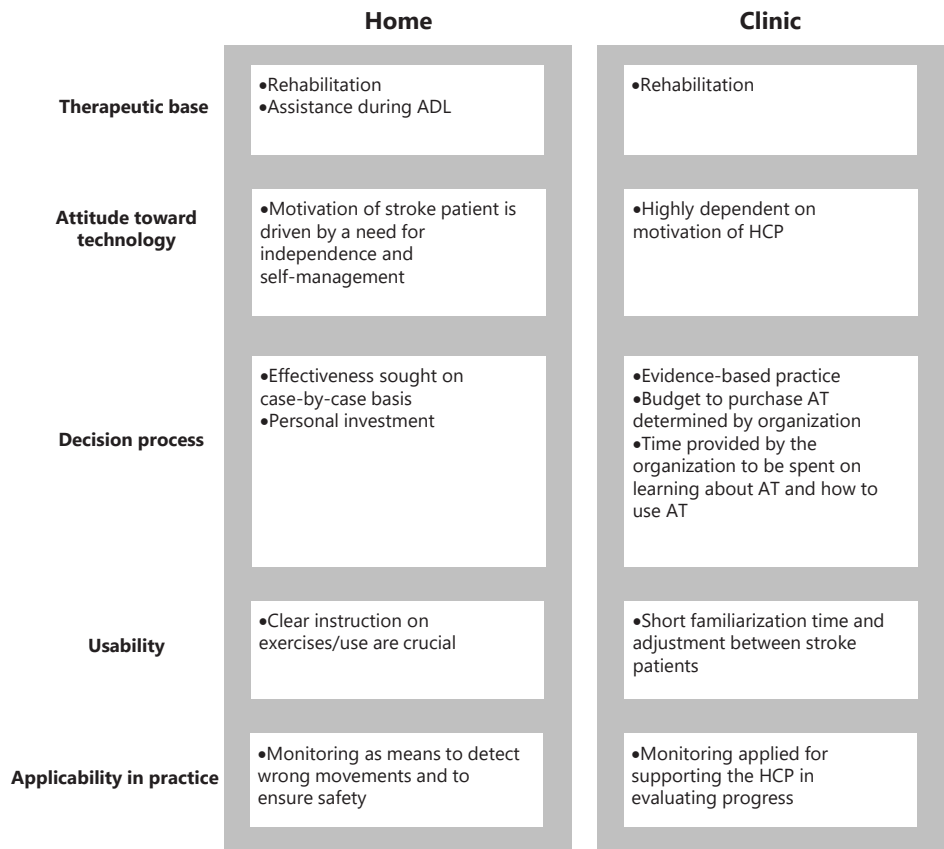 Home
Clinic
Therapeutic base
•Rehabilitation
•Assistance during ADL
•Rehabilitation
Attitude toward
technology
•Motivation of stroke patient is
driven by a need for
independence and
self-management
•Highly dependent on
motivation of HCP
Decision process
•Effectiveness sought on
case-by-case basis
•Personal investment
•Evidence-based practice
•Budget to purchase AT
determined by organization
•Time provided by the
organization to be spent on
learning about AT and how to
use AT
Usability
•Clear instruction on
exercises/use are crucial
•Short familiarization time and
adjustment between stroke
patients
Applicability in practice
•Monitoring as means to detect
wrong movements and to
ensure safety
•Monitoring applied for
supporting the HCP in
evaluating progress